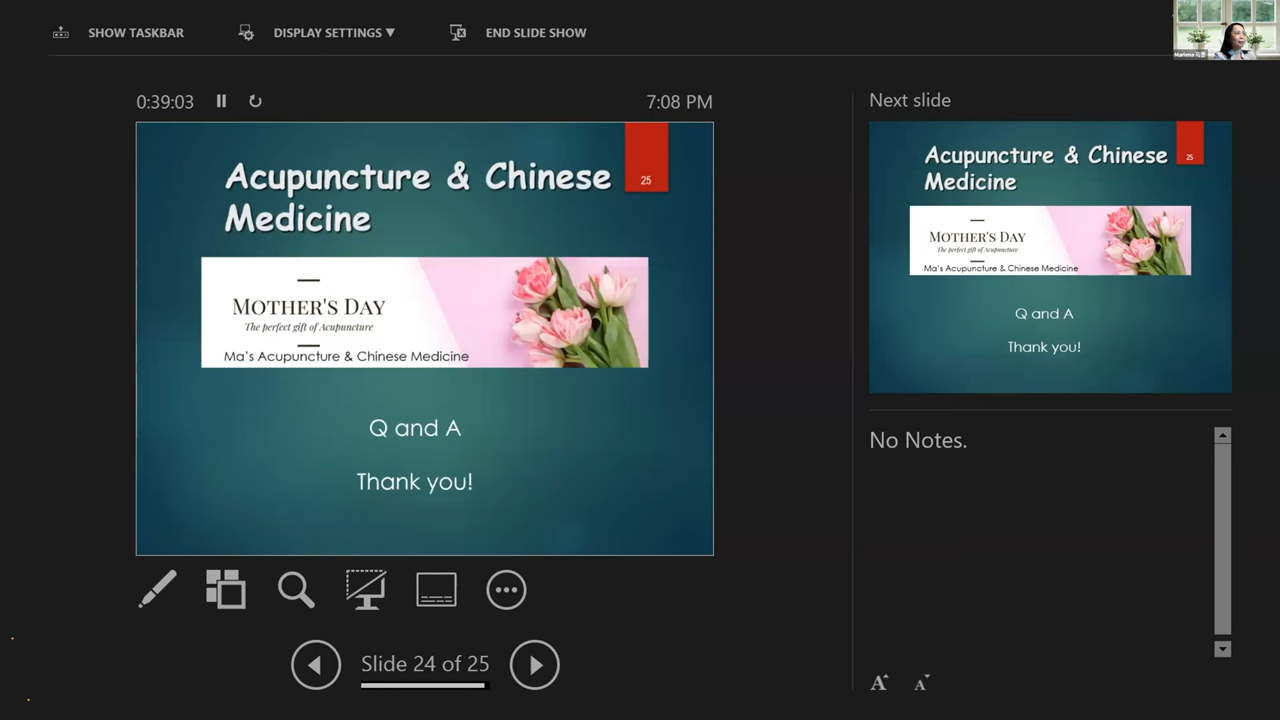 SHOW TASKBAR
DISPLAY SETTINGS ▼
END SLIDE SHOW
Marlena
0:39:03
7:08 PM
Next slide
25
Acupuncture & Chinese
Medicine
MOTHER'S DAY
The perfect gift of Acupuncture
Ma's Acupuncture & Chinese Medicine
Q and A
Thank you!
25
Acupuncture & Chinese
Medicine
MOTHER'S DAY
The perfect gift of Acupuncture
Ma's Acupuncture & Chinese Medicine
Q and A
Thank you!
No Notes.
Slide 24 of 25
A A